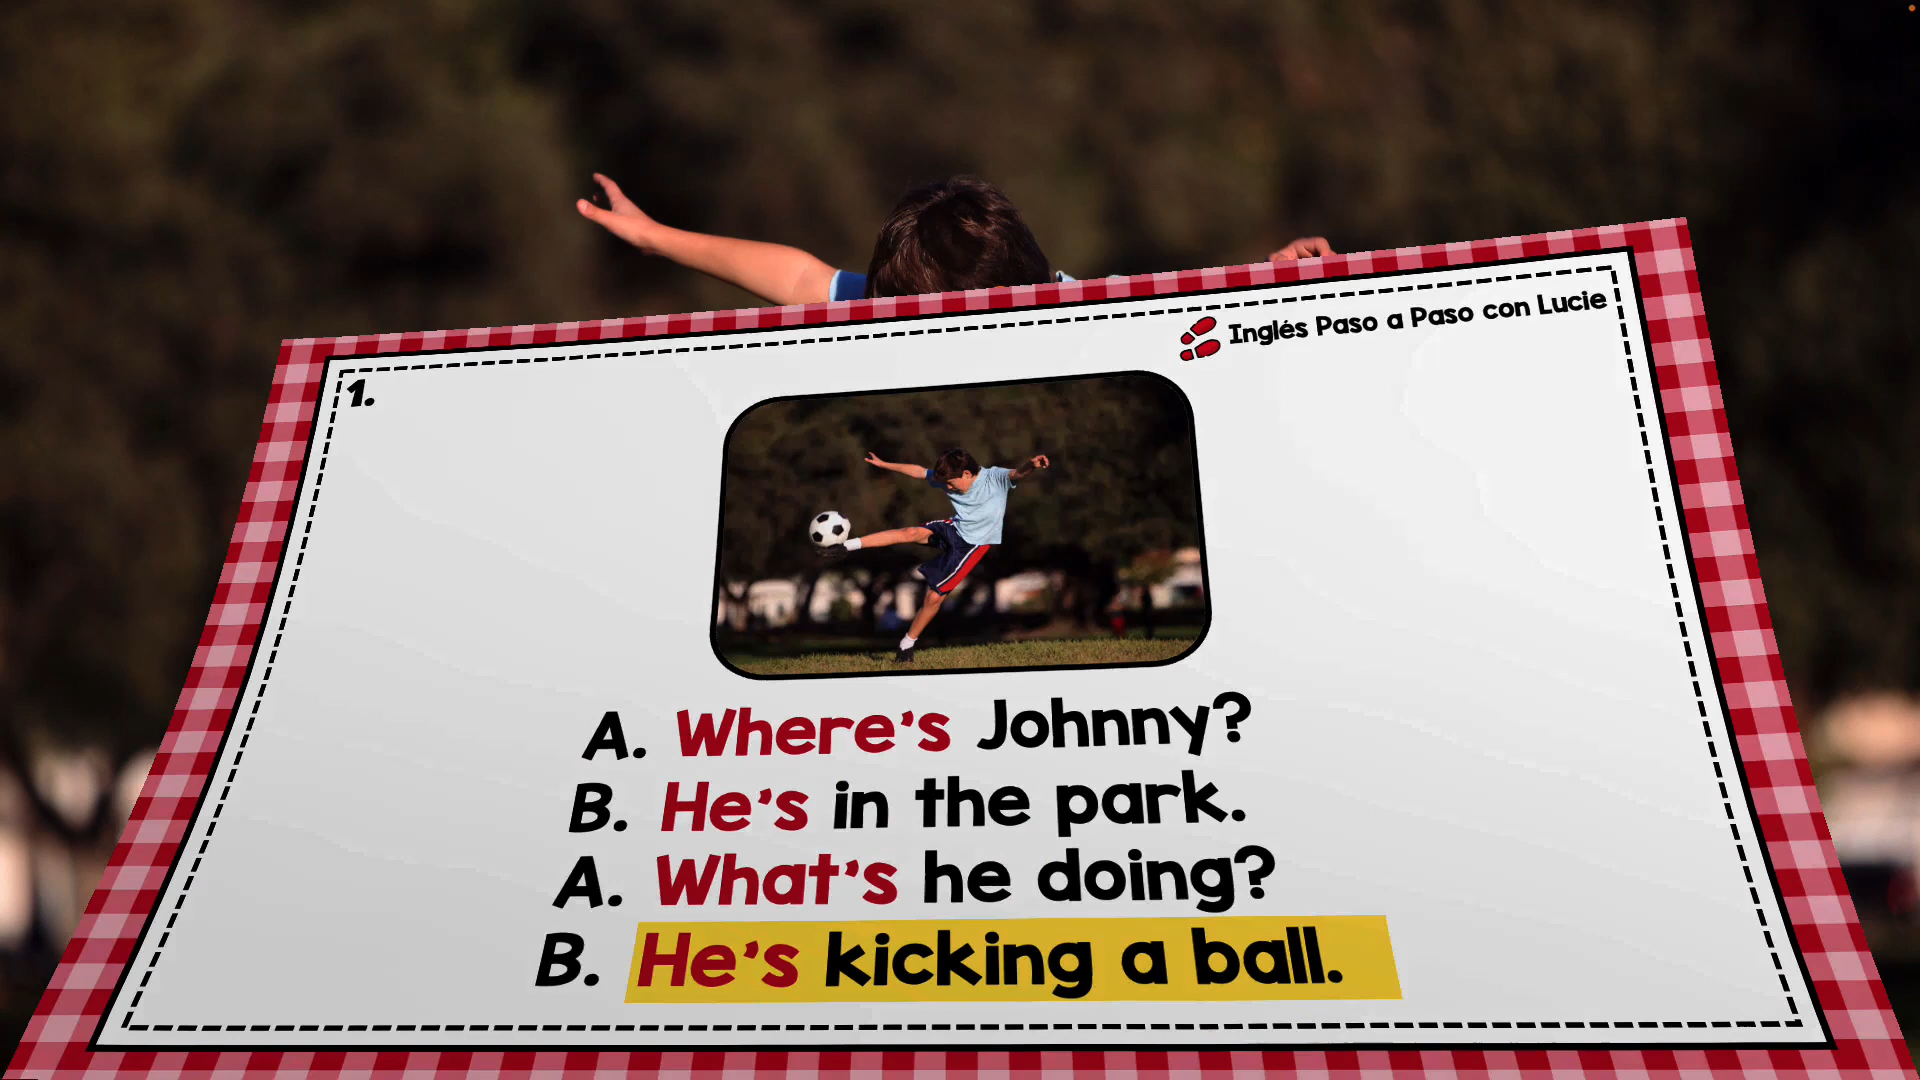 Inglés Paso a Paso con Lucie
1.
A. Where's Johnny?
B. He's in the park.
A. What's he doing?
B. He's kicking a ball.